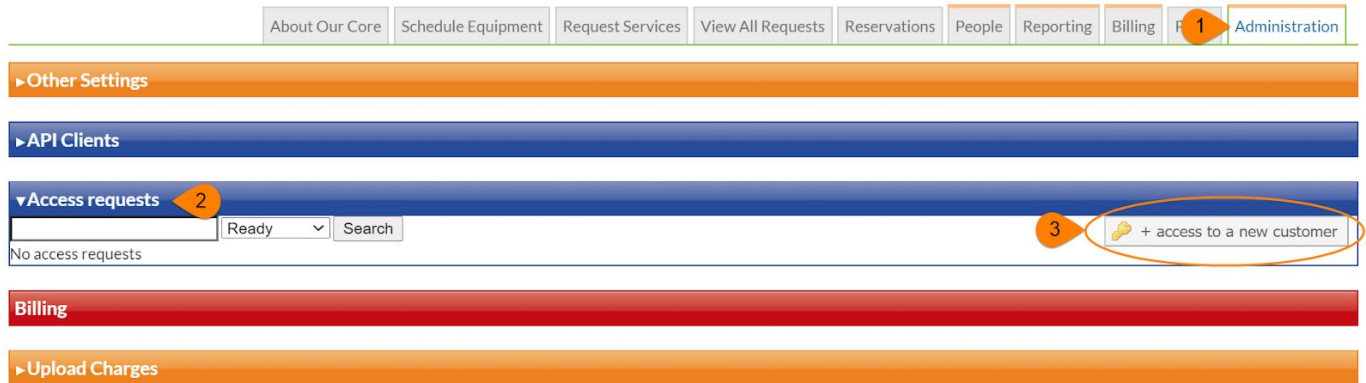 About Our Core Schedule Equipment Request Services View All Requests Reservations People Reporting Billing 1 Administration
▸Other Settings
▸API Clients
▾Access requests 2
Ready Search 3 + access to a new customer
No access requests
Billing
▸Upload Charges